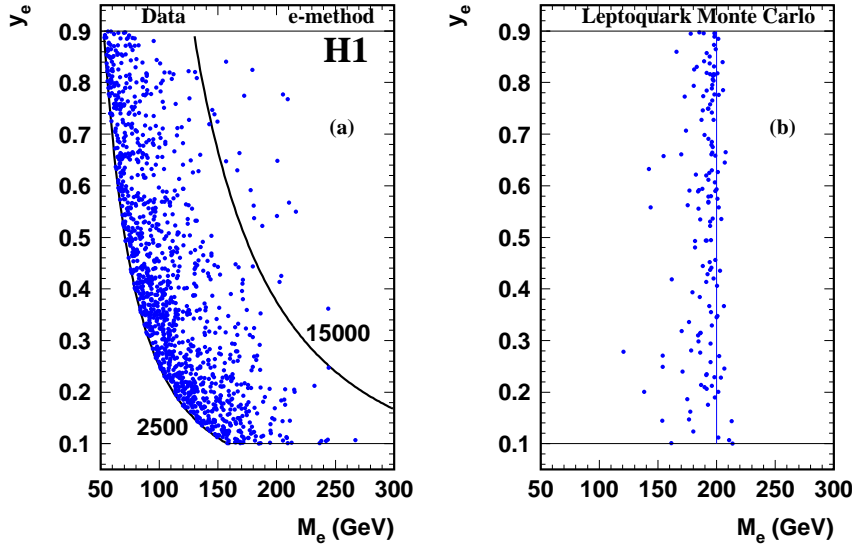 Data e-method
H1
(a)
y_e
0.9
0.8
0.7
0.6
0.5
0.4
0.3
0.2
0.1
15000
2500
50 100 150 200 250 300
M_e (GeV)
Leptoquark Monte Carlo
(b)
y_e
0.9
0.8
0.7
0.6
0.5
0.4
0.3
0.2
0.1
50 100 150 200 250 300
M_e (GeV)